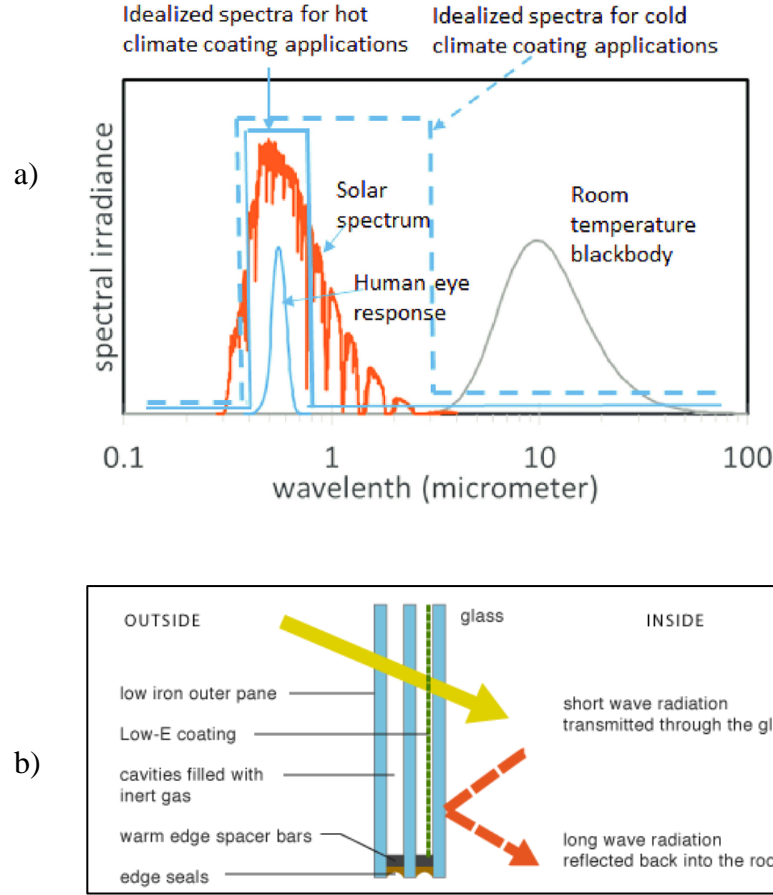 Idealized spectra for hot
climate coating applications
Idealized spectra for cold
climate coating applications
a)
spectral irradiance
Solar
spectrum
Human eye
response
Room
temperature
blackbody
0.1
1
10
100
wavelenth (micrometer)
b)
OUTSIDE
glass
INSIDE
low iron outer pane
Low-E coating
cavities filled with
inert gas
warm edge spacer bars
edge seals
short wave radiation
transmitted through the gl
long wave radiation
reflected back into the roo